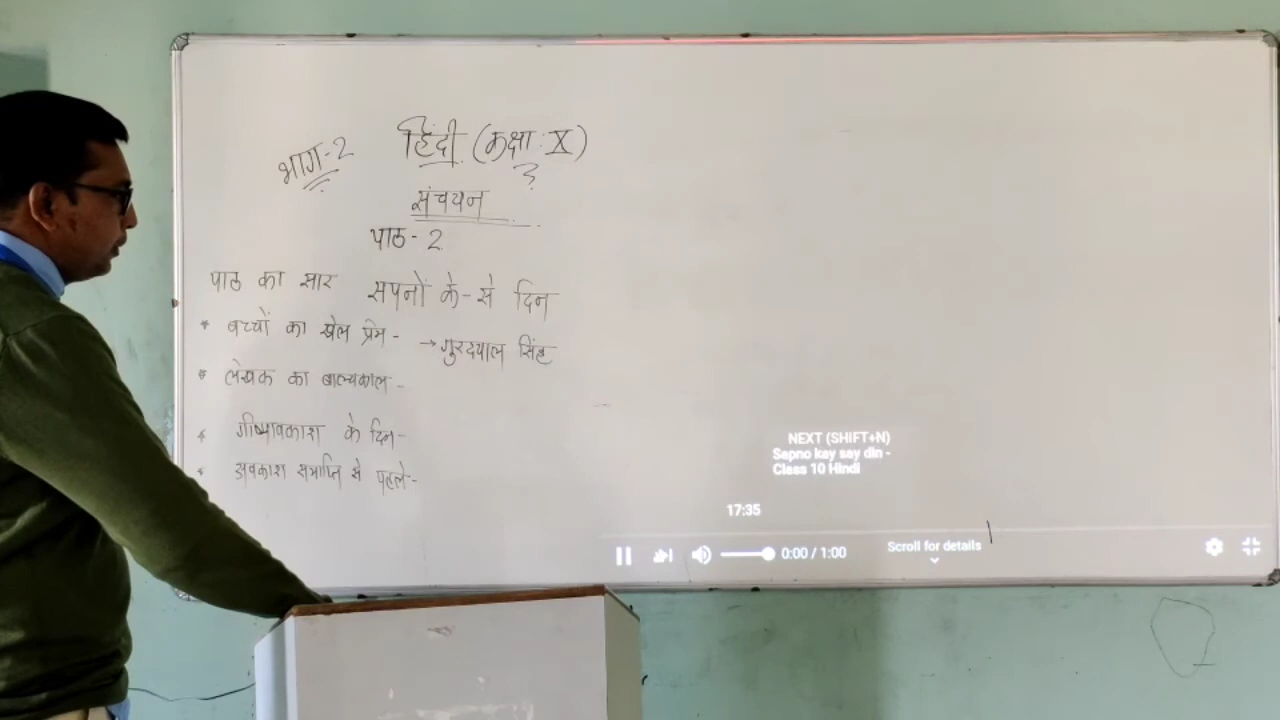 भाग-2 हिंदी (कक्षा: X)
संचयन
पाठ-2
पाठ का सार सपनों के-से दिन
* बच्चों का खेल प्रेम- → गुरदयाल सिंह
* लेखक का बाल्यकाल-
* ग्रीष्मावकाश के दिन-
* अवकाश समाप्ति से पहले-
NEXT (SHIFT+N)
Sapno kay say din -
Class 10 Hindi
17:35
0:00 / 1:00
Scroll for details